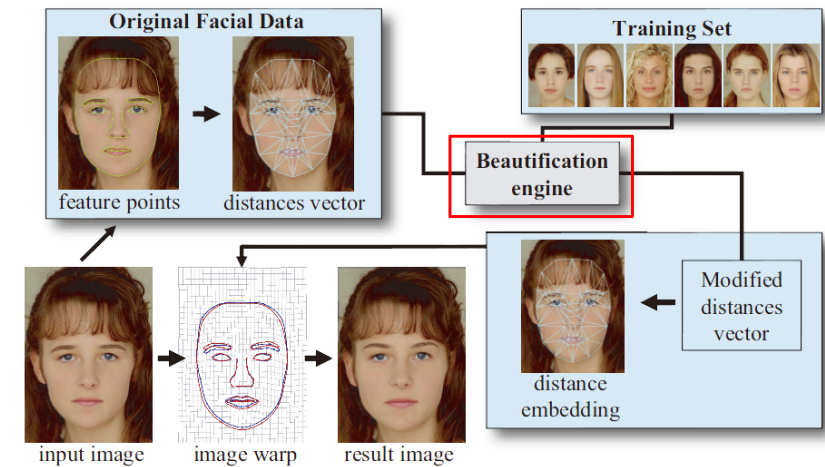 Original Facial Data
feature points
distances vector
Training Set
Beautification
engine
Modified
distances
vector
distance
embedding
input image
image warp
result image